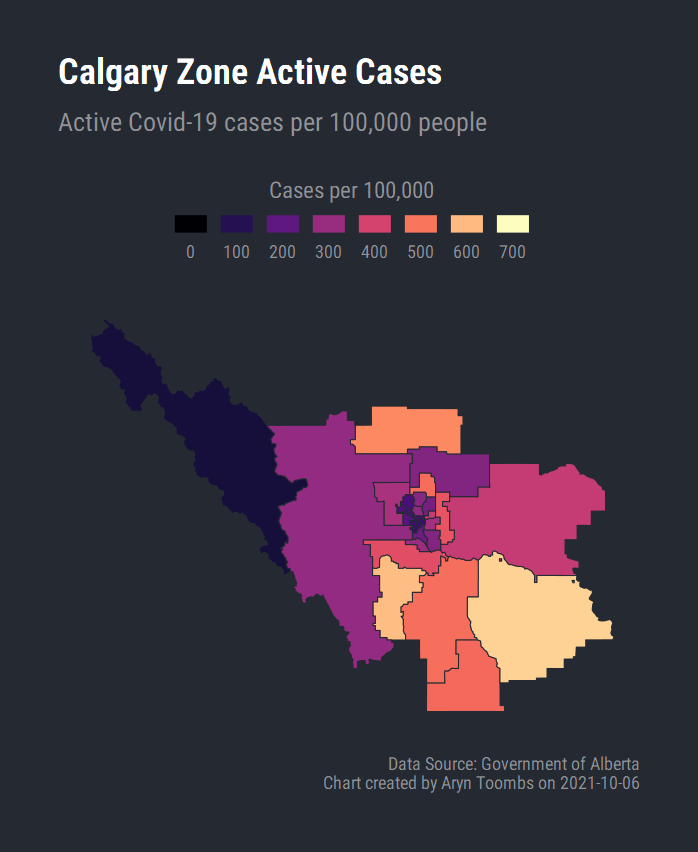 Calgary Zone Active Cases
Active Covid-19 cases per 100,000 people
Cases per 100,000
0 100 200 300 400 500 600 700
Data Source: Government of Alberta
Chart created by Aryn Toombs on 2021-10-06